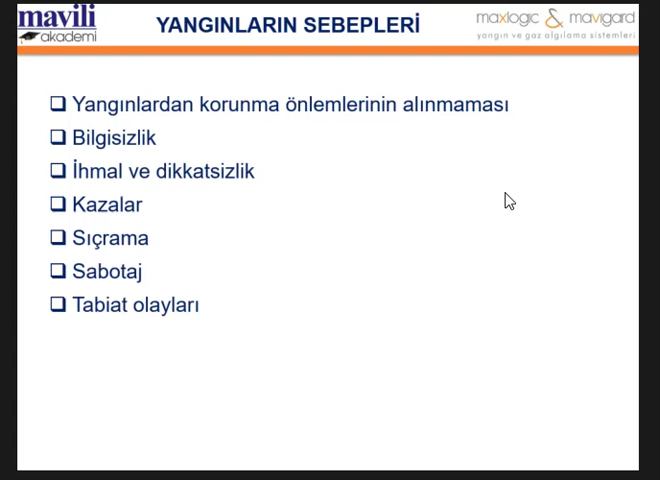 mavili
akademi
YANGINLARIN SEBEPLERİ
maxlogic & mavigard
yangın ve gaz algılama sistemleri
Yangınlardan korunma önlemlerinin alınmaması
Bilgisizlik
İhmal ve dikkatsizlik
Kazalar
Sıçrama
Sabotaj
Tabiat olayları